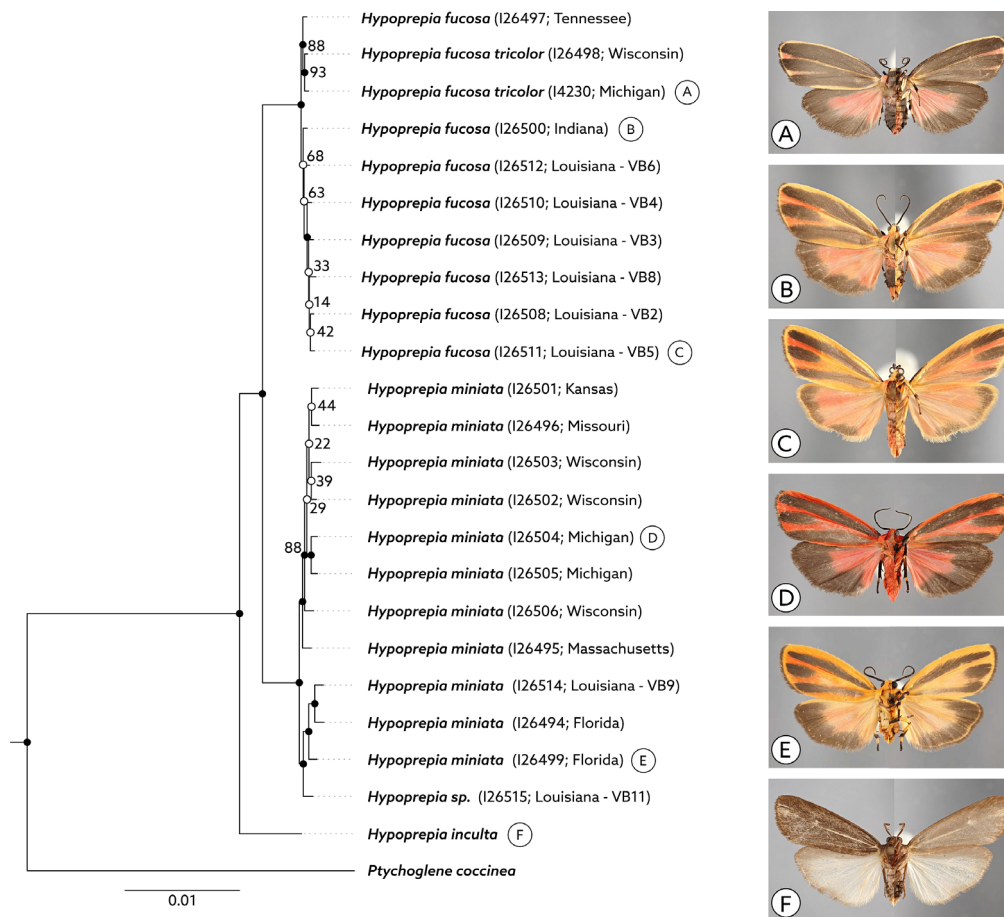 Hypoprepia fucosa (I26497; Tennessee)
88
Hypoprepia fucosa tricolor (I26498; Wisconsin)
93
Hypoprepia fucosa tricolor (I4230; Michigan) A
Hypoprepia fucosa (I26500; Indiana) B
68
Hypoprepia fucosa (I26512; Louisiana - VB6)
63
Hypoprepia fucosa (I26510; Louisiana - VB4)
Hypoprepia fucosa (I26509; Louisiana - VB3)
33
Hypoprepia fucosa (I26513; Louisiana - VB8)
14
Hypoprepia fucosa (I26508; Louisiana - VB2)
42
Hypoprepia fucosa (I26511; Louisiana - VB5) C
Hypoprepia miniata (I26501; Kansas)
44
Hypoprepia miniata (I26496; Missouri)
22
Hypoprepia miniata (I26503; Wisconsin)
39
Hypoprepia miniata (I26502; Wisconsin)
29
Hypoprepia miniata (I26504; Michigan) D
88
Hypoprepia miniata (I26505; Michigan)
Hypoprepia miniata (I26506; Wisconsin)
Hypoprepia miniata (I26495; Massachusetts)
Hypoprepia miniata (I26514; Louisiana - VB9)
Hypoprepia miniata (I26494; Florida)
Hypoprepia miniata (I26499; Florida) E
Hypoprepia sp. (I26515; Louisiana - VB11)
Hypoprepia inculta F
Ptychoglene coccinea
0.01
A
B
C
D
E
F